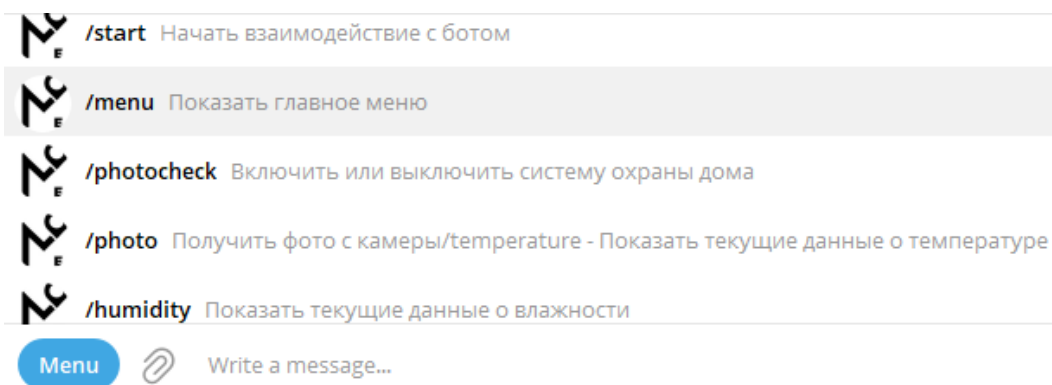 /start Начать взаимодействие с ботом
/menu Показать главное меню
/photocheck Включить или выключить систему охраны дома
/photo Получить фото с камеры/temperature - Показать текущие данные о температуре
/humidity Показать текущие данные о влажности
Menu Write a message...